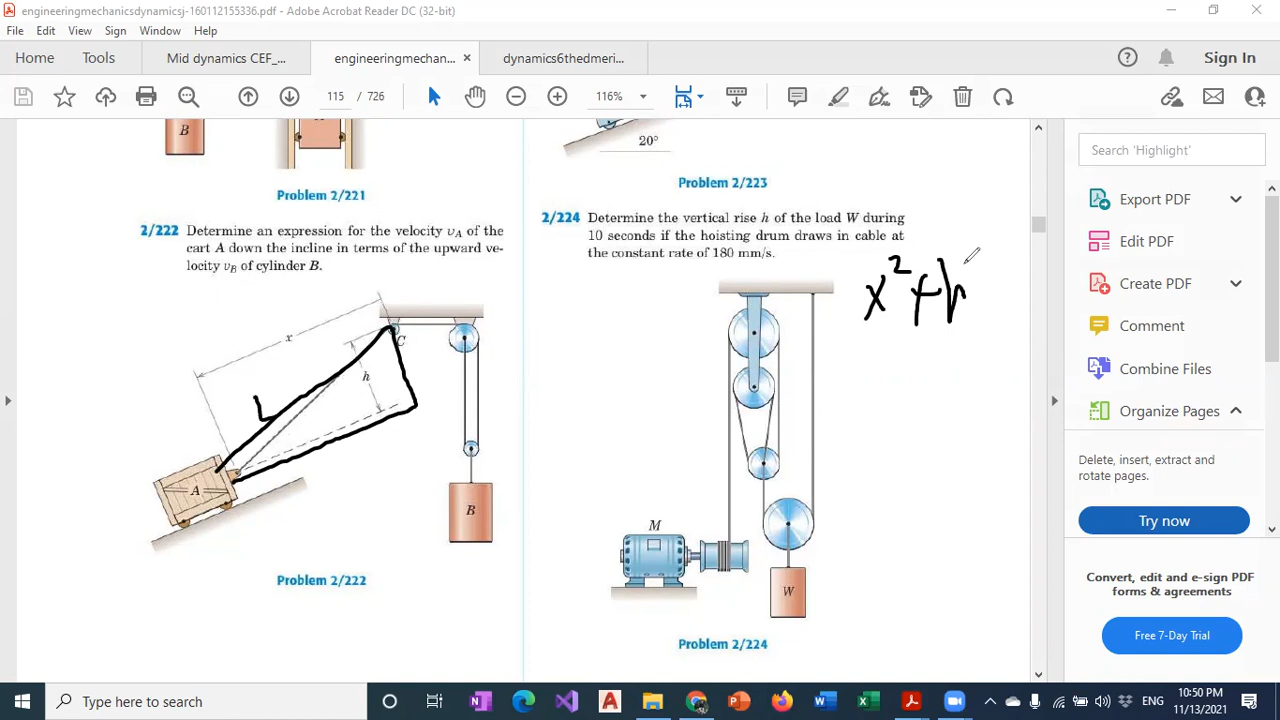 engineeringmechanicsdynamicsj-160112155336.pdf - Adobe Acrobat Reader DC (32-bit)
File Edit View Sign Window Help
Home Tools Mid dynamics CEF_... engineeringmechan... × dynamics6thedmeri... Sign In
115 / 726 116%
B
20°
Problem 2/221
Problem 2/223
2/222 Determine an expression for the velocity υA of the
cart A down the incline in terms of the upward ve-
locity υB of cylinder B.
x
C
h
L
A
B
Problem 2/222
2/224 Determine the vertical rise h of the load W during
10 seconds if the hoisting drum draws in cable at
the constant rate of 180 mm/s.
x²+h
M
W
Problem 2/224
Search 'Highlight'
Export PDF
Edit PDF
Create PDF
Comment
Combine Files
Organize Pages
Delete, insert, extract and
rotate pages.
Try now
Convert, edit and e-sign PDF
forms & agreements
Free 7-Day Trial
Type here to search
ENG
10:50 PM
11/13/2021